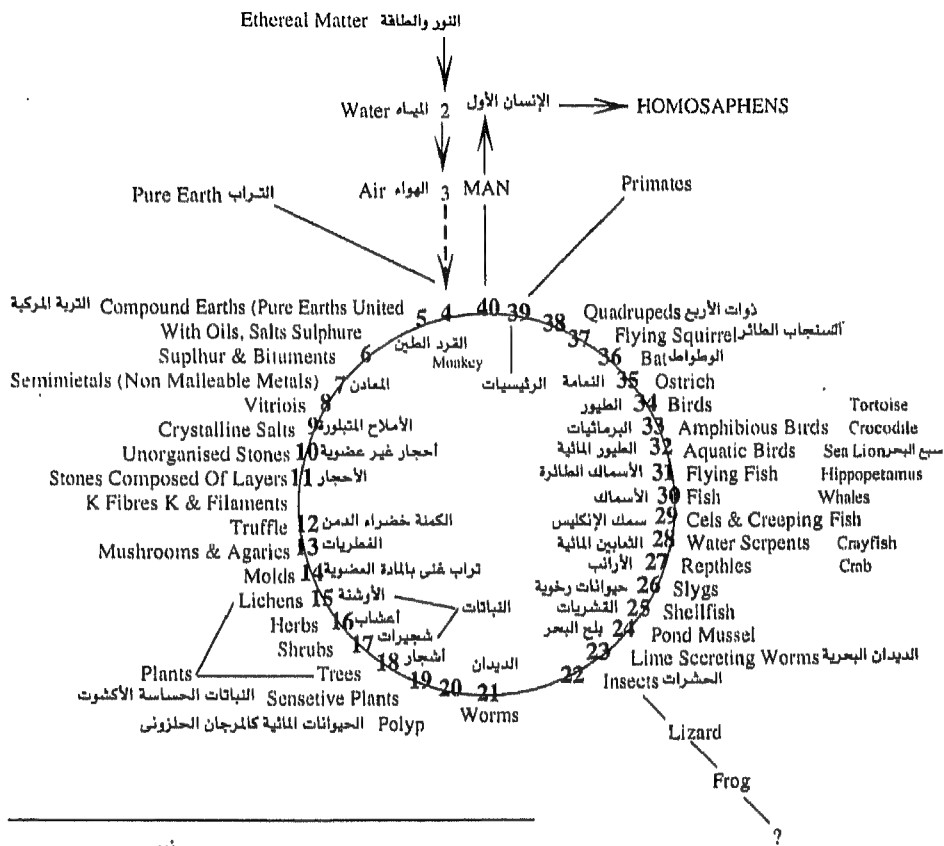 Ethereal Matter النور والطاقة
Water المياه 2 الإنسان الأول HOMOSAPHENS
Pure Earth التراب Air الهواء 3 MAN Primates
التربة المركبة Compound Earths (Pure Earths United 5 4 40 39 38 Quadrupeds ذوات الأربع
With Oils, Salts Sulphure القرد الطين 37 Flying Squirrel السنجاب الطائر
Suplhur & Bituments 6 Monkey 36 Bat الوطواط
Semimietals (Non Malleable Metals) 7 المعادن الرئيسيات النعامة 35 Ostrich
Vitriois 8 الطيور 34 Birds Tortoise
Crystalline Salts 9 الأملاح المتبلورة البرمائيات 33 Amphibious Birds Crocodile
Unorganised Stones 10 أحجار غير عضوية الطيور المائية 32 Aquatic Birds Sea Lion سبع البحر
Stones Composed Of Layers 11 الأحجار الأسماك الطائرة 31 Flying Fish Hippopetamus
K Fibres K & Filaments الأسماك 30 Fish Whales
Truffle 12 الكمنة خضراء الدمن سمك الإنكليس 29 Cels & Creeping Fish
Mushrooms & Agarics 13 الفطريات الثعابين المائية 28 Water Serpents Crayfish
Molds 14 تراب غنى بالمادة العضوية الأرانب 27 Repthles Crab
Lichens 15 الأوشنة النباتات حيوانات رخوية 26 Slygs
Herbs 16 أعشاب القشريات 25 Shellfish
Shrubs 17 شجيرات بلح البحر 24 Pond Mussel
Plants Trees 18 أشجار الديدان 23 Lime Secreting Worms الديدان البحرية
النباتات الحساسة الأكشوت Sensetive Plants 19 20 21 22 Insects الحشرات
الحيوانات المائية كالمرجان الحلزونى Polyp Worms
Lizard
Frog
?